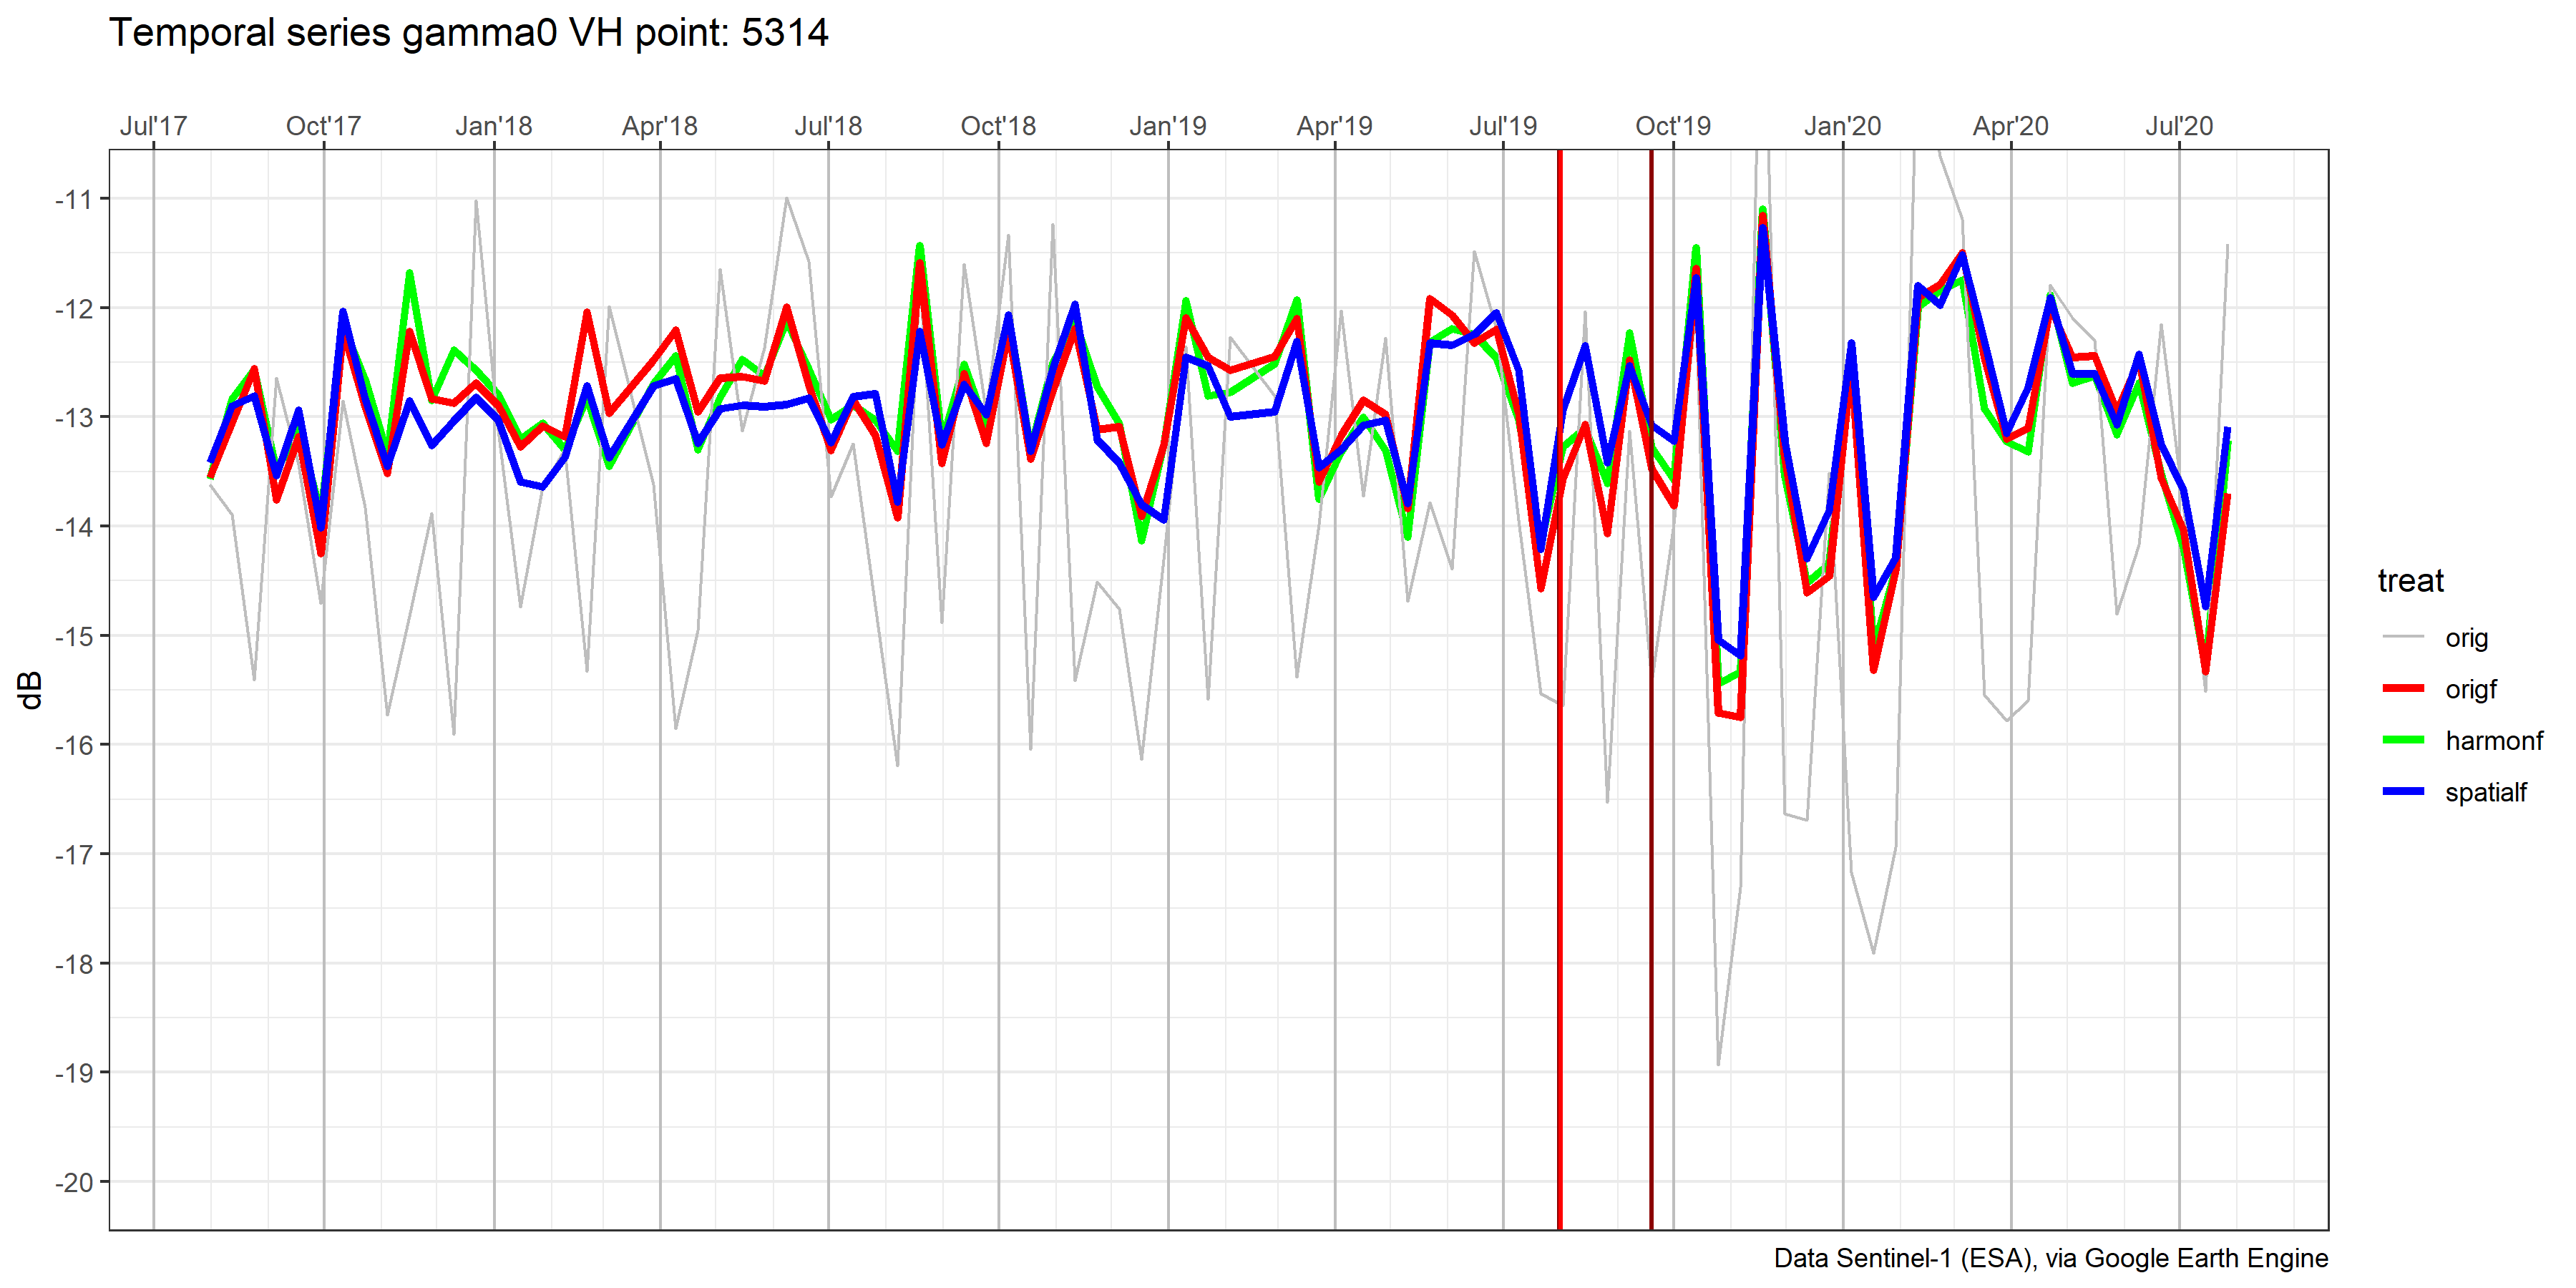 Temporal series gamma0 VH point: 5314
Jul'17 Oct'17 Jan'18 Apr'18 Jul'18 Oct'18 Jan'19 Apr'19 Jul'19 Oct'19 Jan'20 Apr'20 Jul'20
-11
-12
-13
-14
-15
-16
-17
-18
-19
-20
dB
treat
orig
origf
harmonf
spatialf
Data Sentinel-1 (ESA), via Google Earth Engine